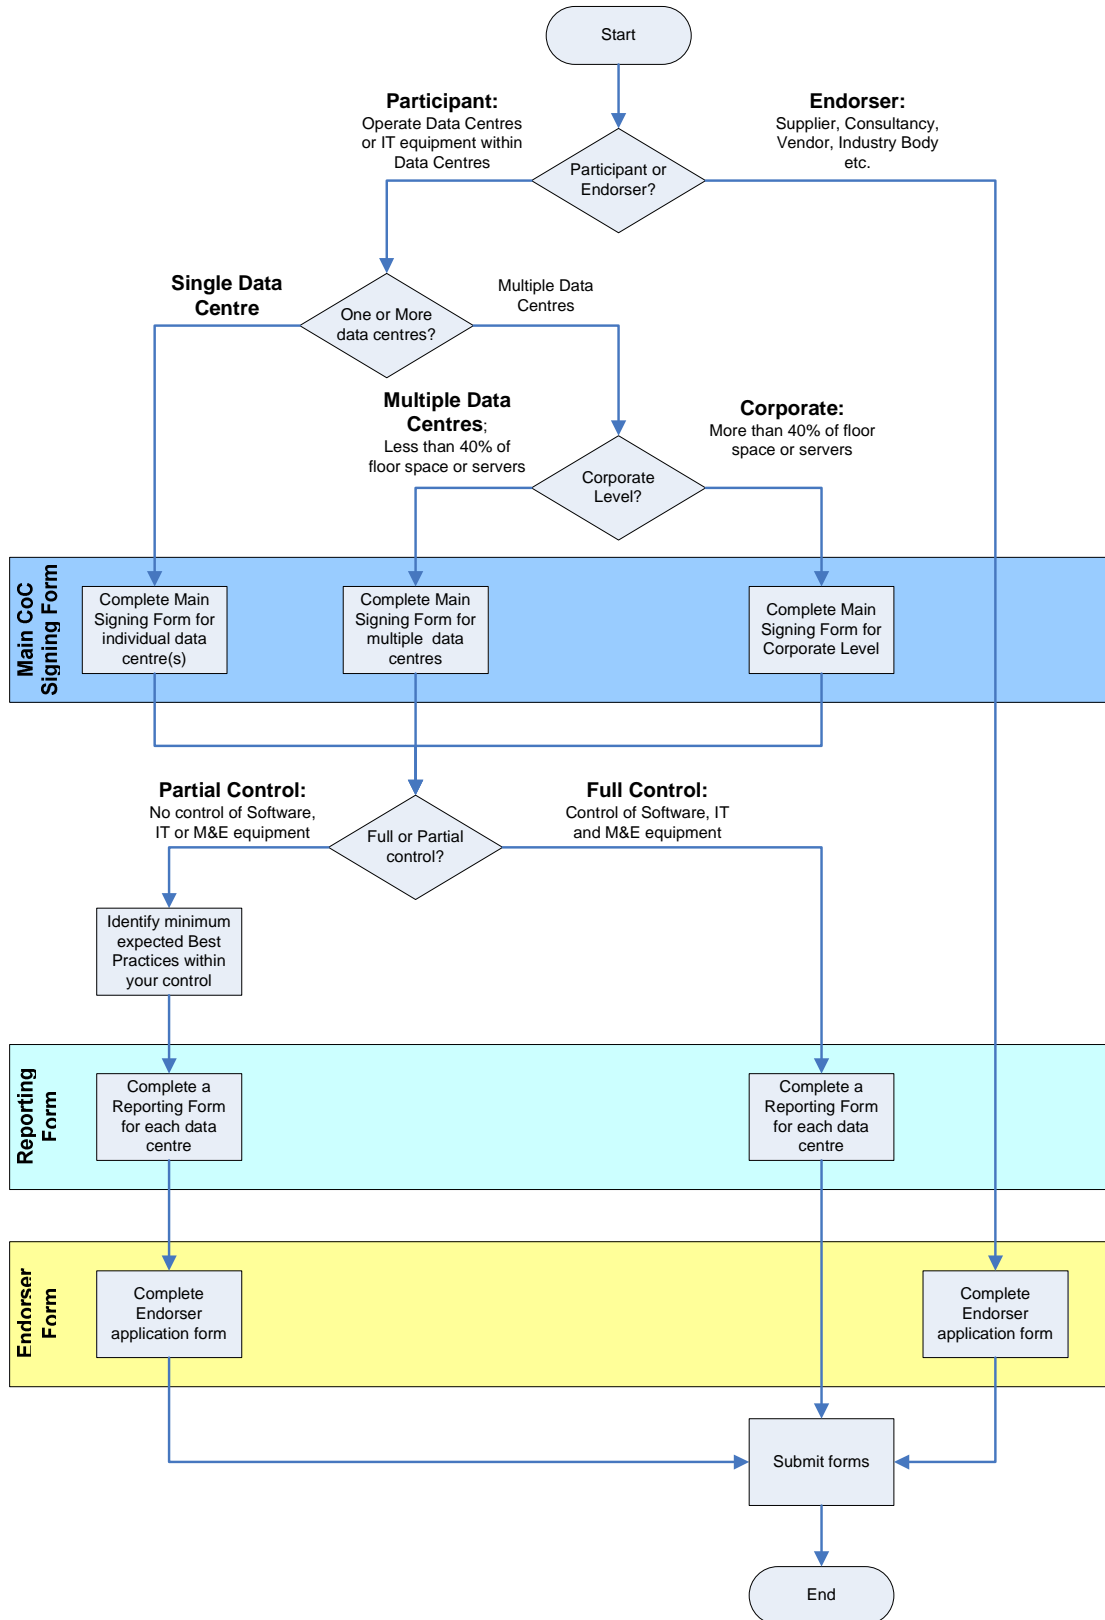 Start
Participant:
Operate Data Centres
or IT equipment within
Data Centres
Endorser:
Supplier, Consultancy,
Vendor, Industry Body
etc.
Participant or
Endorser?
Single Data
Centre
One or More
data centres?
Multiple Data
Centres
Multiple Data
Centres;
Less than 40% of
floor space or servers
Corporate:
More than 40% of floor
space or servers
Corporate
Level?
Main CoC
Signing Form
Complete Main
Signing Form for
individual data
centre(s)
Complete Main
Signing Form for
multiple data
centres
Complete Main
Signing Form for
Corporate Level
Partial Control:
No control of Software,
IT or M&E equipment
Full Control:
Control of Software, IT
and M&E equipment
Full or Partial
control?
Identify minimum
expected Best
Practices within
your control
Reporting
Form
Complete a
Reporting Form
for each data
centre
Complete a
Reporting Form
for each data
centre
Endorser
Form
Complete
Endorser
application form
Complete
Endorser
application form
Submit forms
End